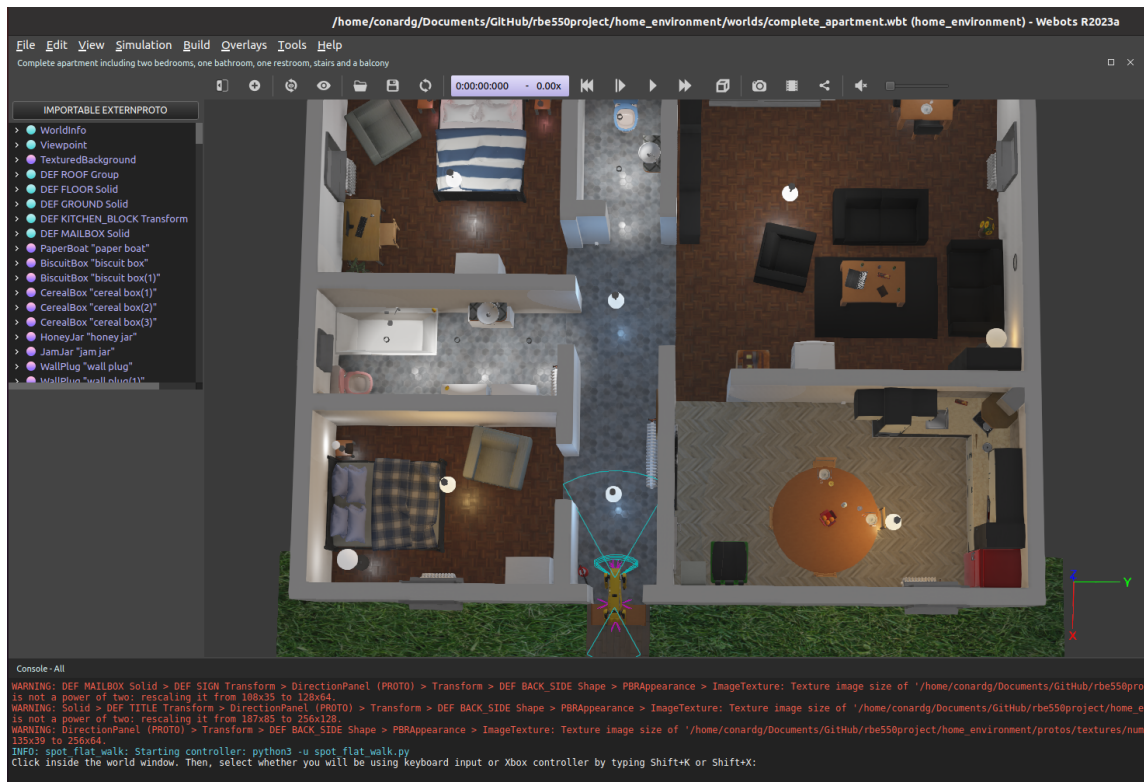 /home/conardg/Documents/GitHub/rbe550project/home_environment/worlds/complete_apartment.wbt (home_environment) - Webots R2023a
File Edit View Simulation Build Overlays Tools Help
Complete apartment including two bedrooms, one bathroom, one restroom, stairs and a balcony
0:00:00:000 - 0.00x
IMPORTABLE EXTERNPROTO
WorldInfo
Viewpoint
TexturedBackground
DEF ROOF Group
DEF FLOOR Solid
DEF GROUND Solid
DEF KITCHEN_BLOCK Transform
DEF MAILBOX Solid
PaperBoat "paper boat"
BiscuitBox "biscuit box"
BiscuitBox "biscuit box(1)"
CerealBox "cereal box(1)"
CerealBox "cereal box(2)"
CerealBox "cereal box(3)"
HoneyJar "honey jar"
JamJar "jam jar"
WallPlug "wall plug"
WallPlug "wall plug(1)"
Z
Y
X
Console - All
WARNING: DEF MAILBOX Solid > DEF SIGN Transform > DirectionPanel (PROTO) > Transform > DEF BACK_SIDE Shape > PBRAppearance > ImageTexture: Texture image size of '/home/conardg/Documents/GitHub/rbe550pro
is not a power of two: rescaling it from 108x35 to 128x64.
WARNING: Solid > DEF TITLE Transform > DirectionPanel (PROTO) > Transform > DEF BACK_SIDE Shape > PBRAppearance > ImageTexture: Texture image size of '/home/conardg/Documents/GitHub/rbe550project/home_e
is not a power of two: rescaling it from 187x85 to 256x128.
WARNING: DirectionPanel (PROTO) > Transform > DEF BACK_SIDE Shape > PBRAppearance > ImageTexture: Texture image size of '/home/conardg/Documents/GitHub/rbe550project/home_environment/protos/textures/num
135x39 to 256x64.
INFO: spot_flat_walk: Starting controller: python3 -u spot_flat_walk.py
Click inside the world window. Then, select whether you will be using keyboard input or Xbox controller by typing Shift+K or Shift+X: